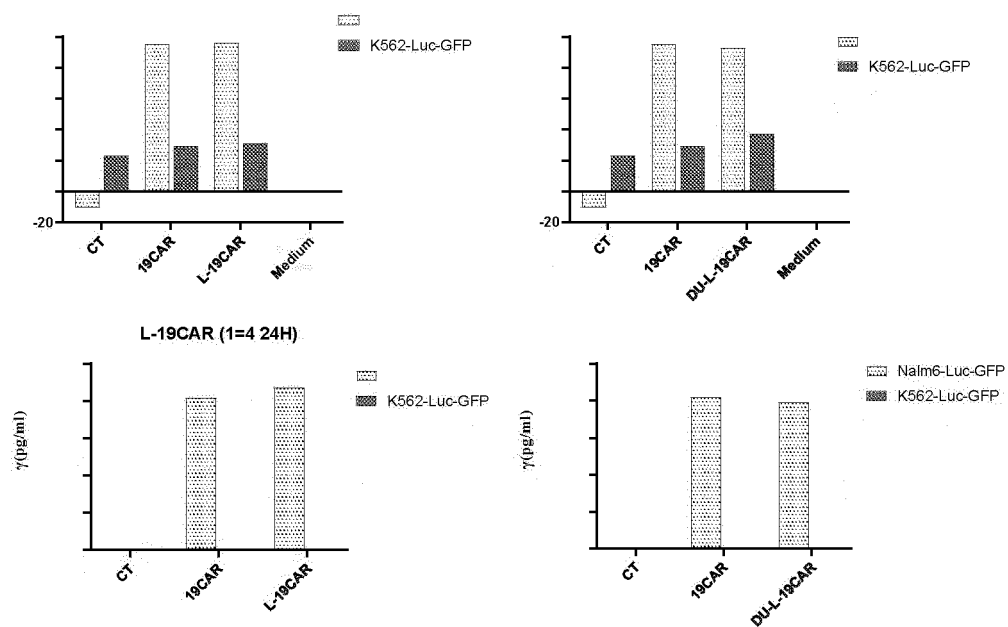 K562-Luc-GFP
-20
CT
19CAR
L-19CAR
Medium
K562-Luc-GFP
-20
CT
19CAR
DU-L-19CAR
Medium
L-19CAR (1=4 24H)
K562-Luc-GFP
γ(pg/ml)
CT
19CAR
L-19CAR
Nalm6-Luc-GFP
K562-Luc-GFP
γ(pg/ml)
CT
19CAR
DU-L-19CAR